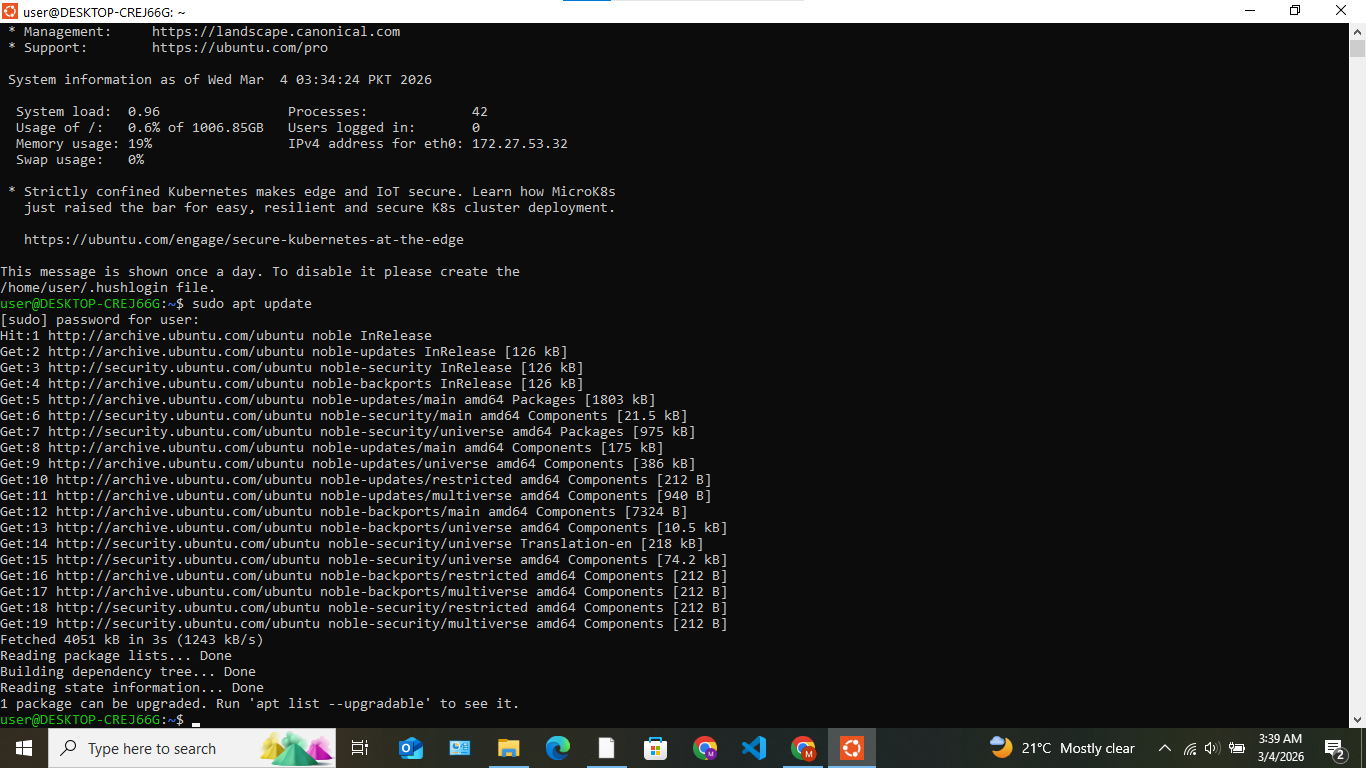 user@DESKTOP-CREJ66G: ~
 * Management:     https://landscape.canonical.com
 * Support:        https://ubuntu.com/pro

 System information as of Wed Mar  4 03:34:24 PKT 2026

  System load:  0.96                Processes:             42
  Usage of /:   0.6% of 1006.85GB   Users logged in:       0
  Memory usage: 19%                 IPv4 address for eth0: 172.27.53.32
  Swap usage:   0%

 * Strictly confined Kubernetes makes edge and IoT secure. Learn how MicroK8s
   just raised the bar for easy, resilient and secure K8s cluster deployment.

   https://ubuntu.com/engage/secure-kubernetes-at-the-edge

This message is shown once a day. To disable it please create the
/home/user/.hushlogin file.
user@DESKTOP-CREJ66G:~$ sudo apt update
[sudo] password for user:
Hit:1 http://archive.ubuntu.com/ubuntu noble InRelease
Get:2 http://archive.ubuntu.com/ubuntu noble-updates InRelease [126 kB]
Get:3 http://security.ubuntu.com/ubuntu noble-security InRelease [126 kB]
Get:4 http://archive.ubuntu.com/ubuntu noble-backports InRelease [126 kB]
Get:5 http://archive.ubuntu.com/ubuntu noble-updates/main amd64 Packages [1803 kB]
Get:6 http://security.ubuntu.com/ubuntu noble-security/main amd64 Components [21.5 kB]
Get:7 http://security.ubuntu.com/ubuntu noble-security/universe amd64 Packages [975 kB]
Get:8 http://archive.ubuntu.com/ubuntu noble-updates/main amd64 Components [175 kB]
Get:9 http://archive.ubuntu.com/ubuntu noble-updates/universe amd64 Components [386 kB]
Get:10 http://archive.ubuntu.com/ubuntu noble-updates/restricted amd64 Components [212 B]
Get:11 http://archive.ubuntu.com/ubuntu noble-updates/multiverse amd64 Components [940 B]
Get:12 http://archive.ubuntu.com/ubuntu noble-backports/main amd64 Components [7324 B]
Get:13 http://archive.ubuntu.com/ubuntu noble-backports/universe amd64 Components [10.5 kB]
Get:14 http://security.ubuntu.com/ubuntu noble-security/universe Translation-en [218 kB]
Get:15 http://security.ubuntu.com/ubuntu noble-security/universe amd64 Components [74.2 kB]
Get:16 http://archive.ubuntu.com/ubuntu noble-backports/restricted amd64 Components [212 B]
Get:17 http://archive.ubuntu.com/ubuntu noble-backports/multiverse amd64 Components [212 B]
Get:18 http://security.ubuntu.com/ubuntu noble-security/restricted amd64 Components [212 B]
Get:19 http://security.ubuntu.com/ubuntu noble-security/multiverse amd64 Components [212 B]
Fetched 4051 kB in 3s (1243 kB/s)
Reading package lists... Done
Building dependency tree... Done
Reading state information... Done
1 package can be upgraded. Run 'apt list --upgradable' to see it.
user@DESKTOP-CREJ66G:~$
Type here to search
21°C Mostly clear
3:39 AM
3/4/2026
2